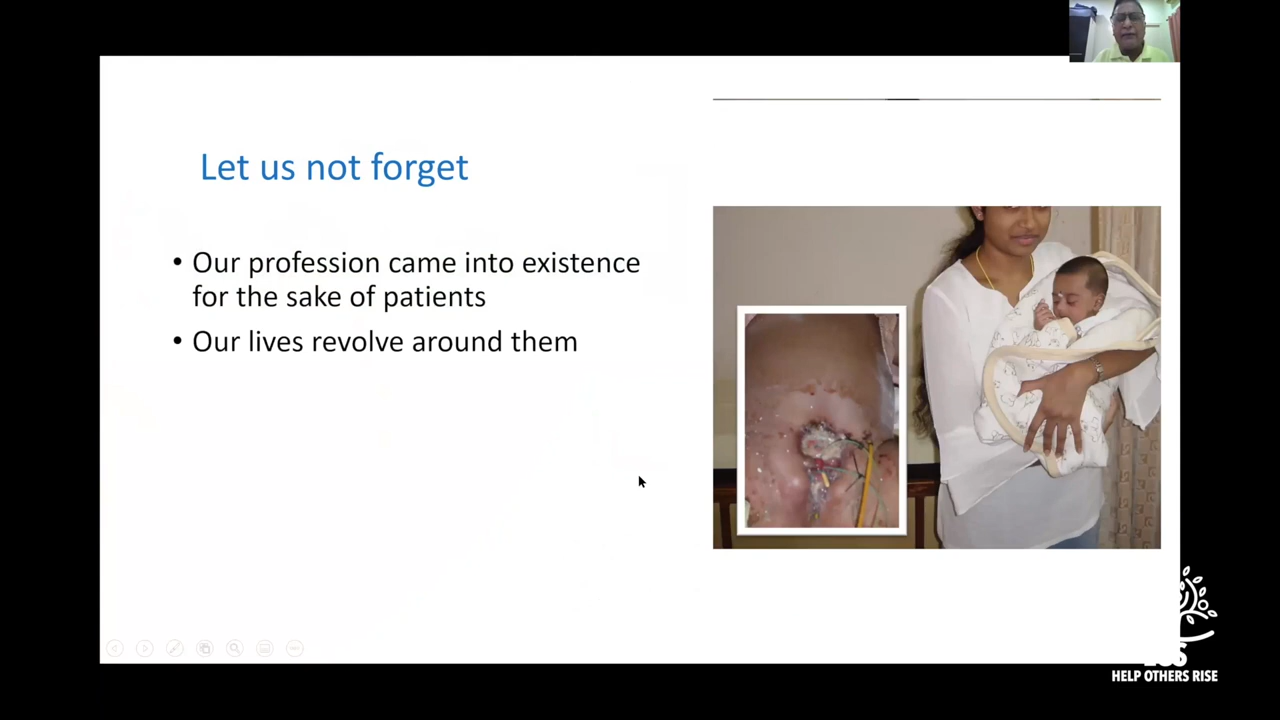 Let us not forget
• Our profession came into existence
for the sake of patients
• Our lives revolve around them
HELP OTHERS RISE